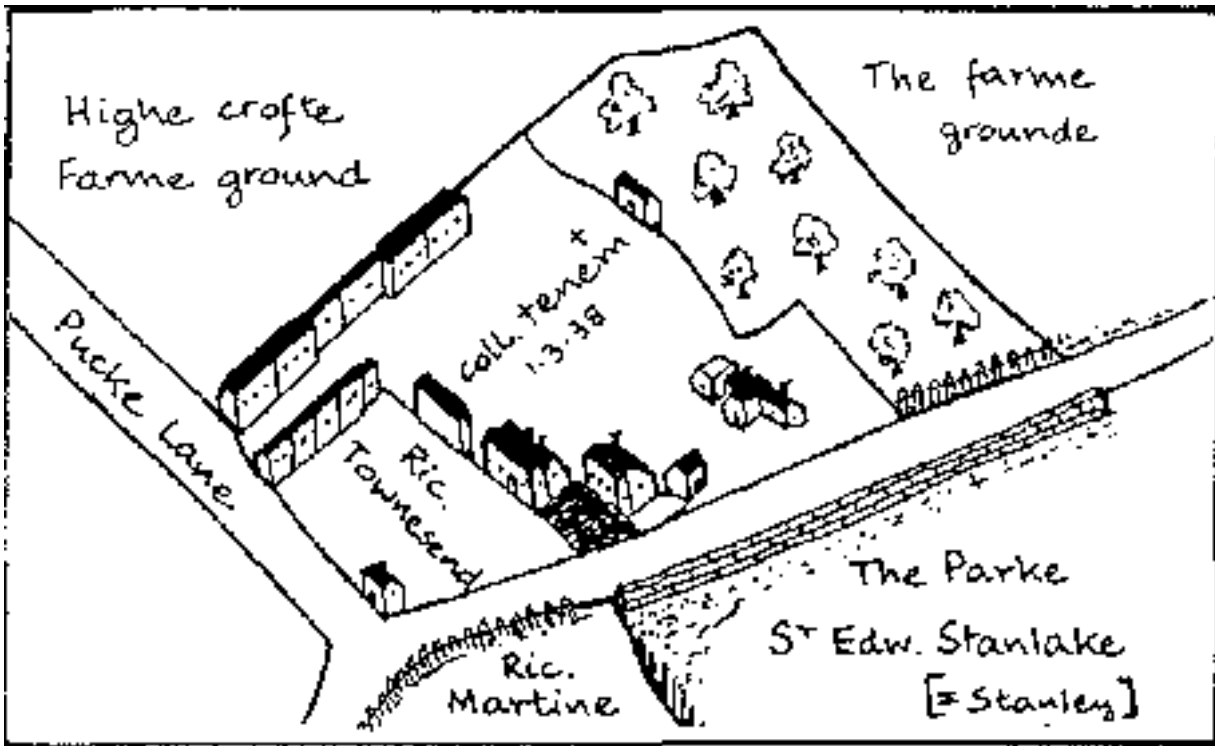 Highe crofte
Farme ground
The farme
grounde
Pucke Lane
coll. tenem
x
1.3.38
Ric.
Townesend
The Parke
Sr Edw. Stanlake
[= Stanley]
Ric.
Martine